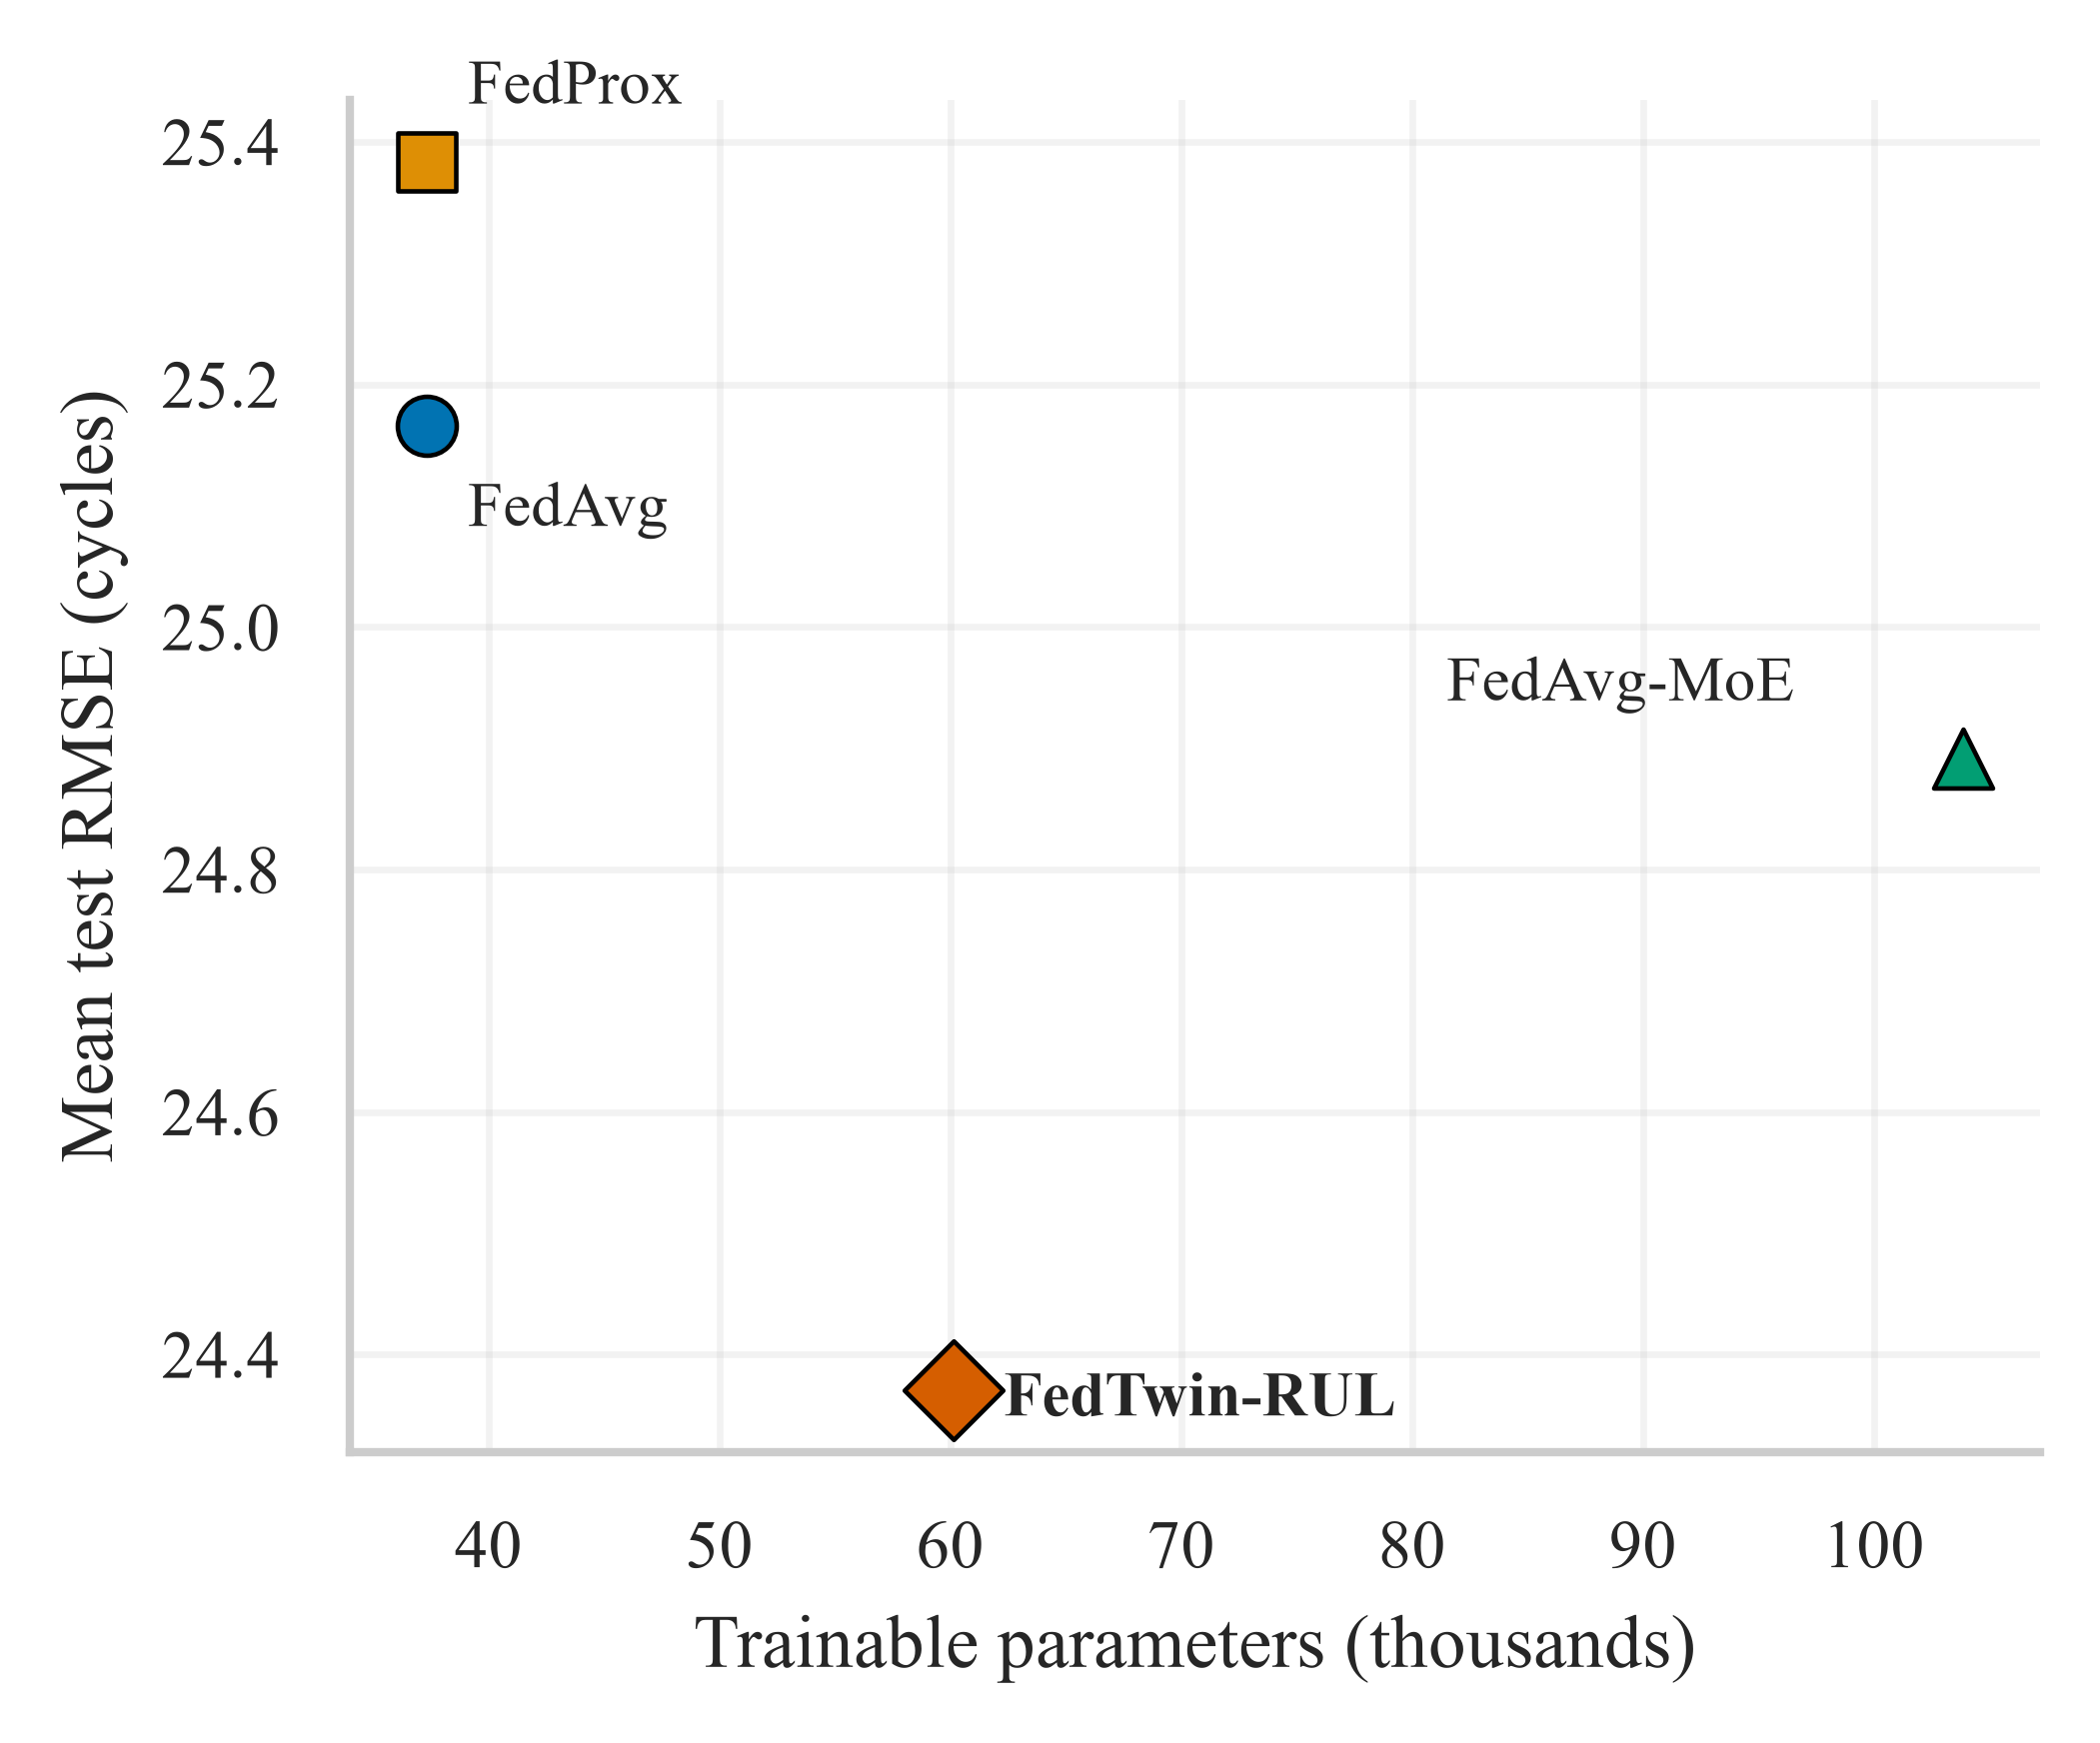 FedProx
25.4
25.2
FedAvg
25.0
FedAvg-MoE
24.8
24.6
24.4
FedTwin-RUL
Mean test RMSE (cycles)
40 50 60 70 80 90 100
Trainable parameters (thousands)